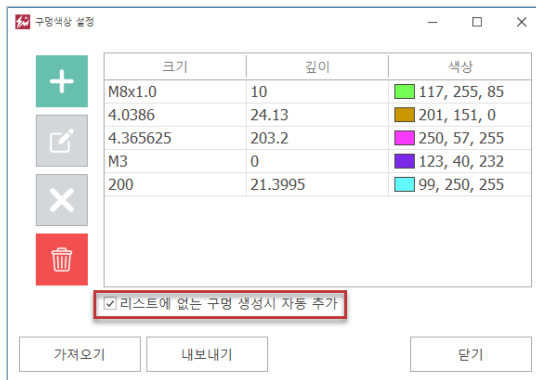 구멍색상 설정
크기 깊이 색상
M8x1.0 10 117, 255, 85
4.0386 24.13 201, 151, 0
4.365625 203.2 250, 57, 255
M3 0 123, 40, 232
200 21.3995 99, 250, 255
리스트에 없는 구멍 생성시 자동 추가
가져오기 내보내기 닫기